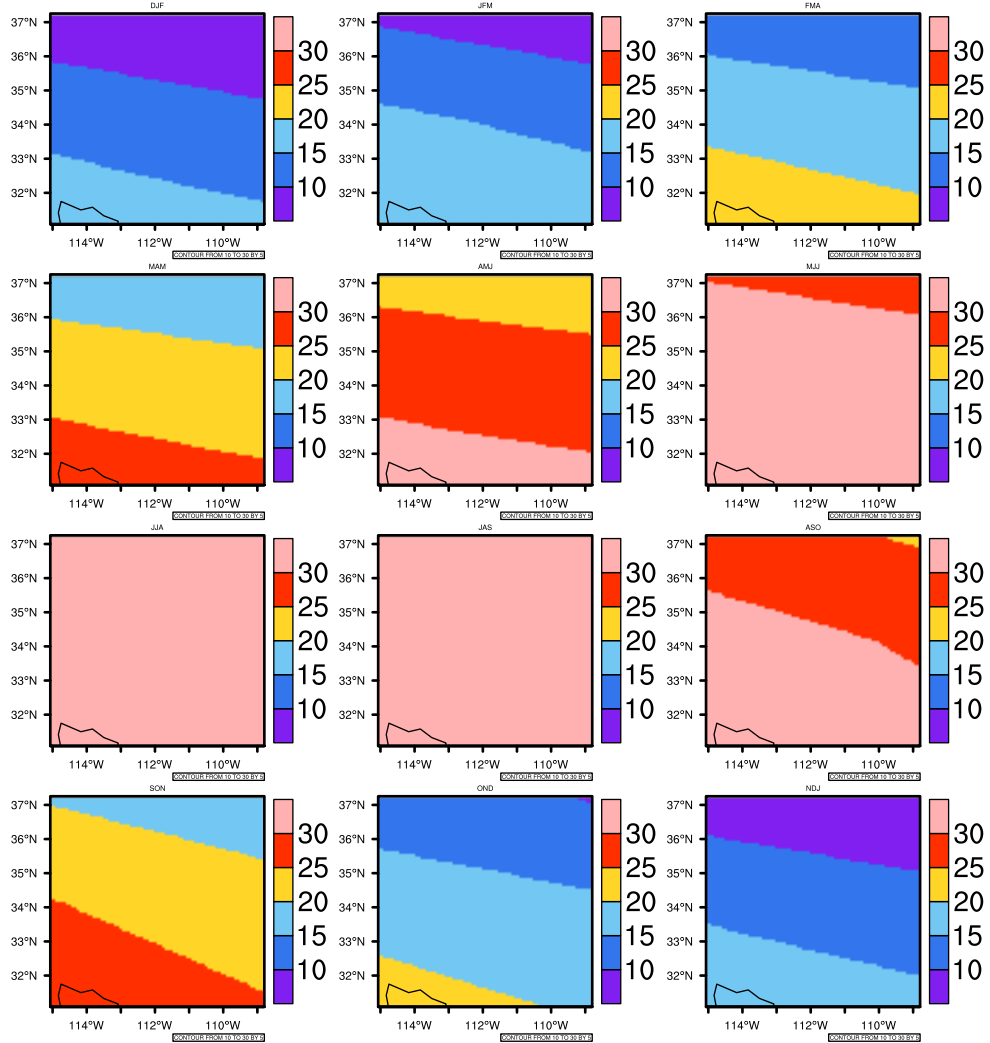 DJF JFM FMA
37°N 30 37°N 30 37°N 30
36°N 25 36°N 25 36°N 25
35°N 20 35°N 20 35°N 20
34°N 15 34°N 15 34°N 15
33°N 10 33°N 10 33°N 10
32°N 32°N 32°N
114°W 112°W 110°W 114°W 112°W 110°W 114°W 112°W 110°W
CONTOUR FROM 10 TO 30 BY 5 CONTOUR FROM 10 TO 30 BY 5 CONTOUR FROM 10 TO 30 BY 5
MAM AMJ MJJ
37°N 30 37°N 30 37°N 30
36°N 25 36°N 25 36°N 25
35°N 20 35°N 20 35°N 20
34°N 15 34°N 15 34°N 15
33°N 10 33°N 10 33°N 10
32°N 32°N 32°N
114°W 112°W 110°W 114°W 112°W 110°W 114°W 112°W 110°W
CONTOUR FROM 10 TO 30 BY 5 CONTOUR FROM 10 TO 30 BY 5 CONTOUR FROM 10 TO 30 BY 5
JJA JAS ASO
37°N 30 37°N 30 37°N 30
36°N 25 36°N 25 36°N 25
35°N 20 35°N 20 35°N 20
34°N 15 34°N 15 34°N 15
33°N 10 33°N 10 33°N 10
32°N 32°N 32°N
114°W 112°W 110°W 114°W 112°W 110°W 114°W 112°W 110°W
CONTOUR FROM 10 TO 30 BY 5 CONTOUR FROM 10 TO 30 BY 5 CONTOUR FROM 10 TO 30 BY 5
SON OND NDJ
37°N 30 37°N 30 37°N 30
36°N 25 36°N 25 36°N 25
35°N 20 35°N 20 35°N 20
34°N 15 34°N 15 34°N 15
33°N 10 33°N 10 33°N 10
32°N 32°N 32°N
114°W 112°W 110°W 114°W 112°W 110°W 114°W 112°W 110°W
CONTOUR FROM 10 TO 30 BY 5 CONTOUR FROM 10 TO 30 BY 5 CONTOUR FROM 10 TO 30 BY 5